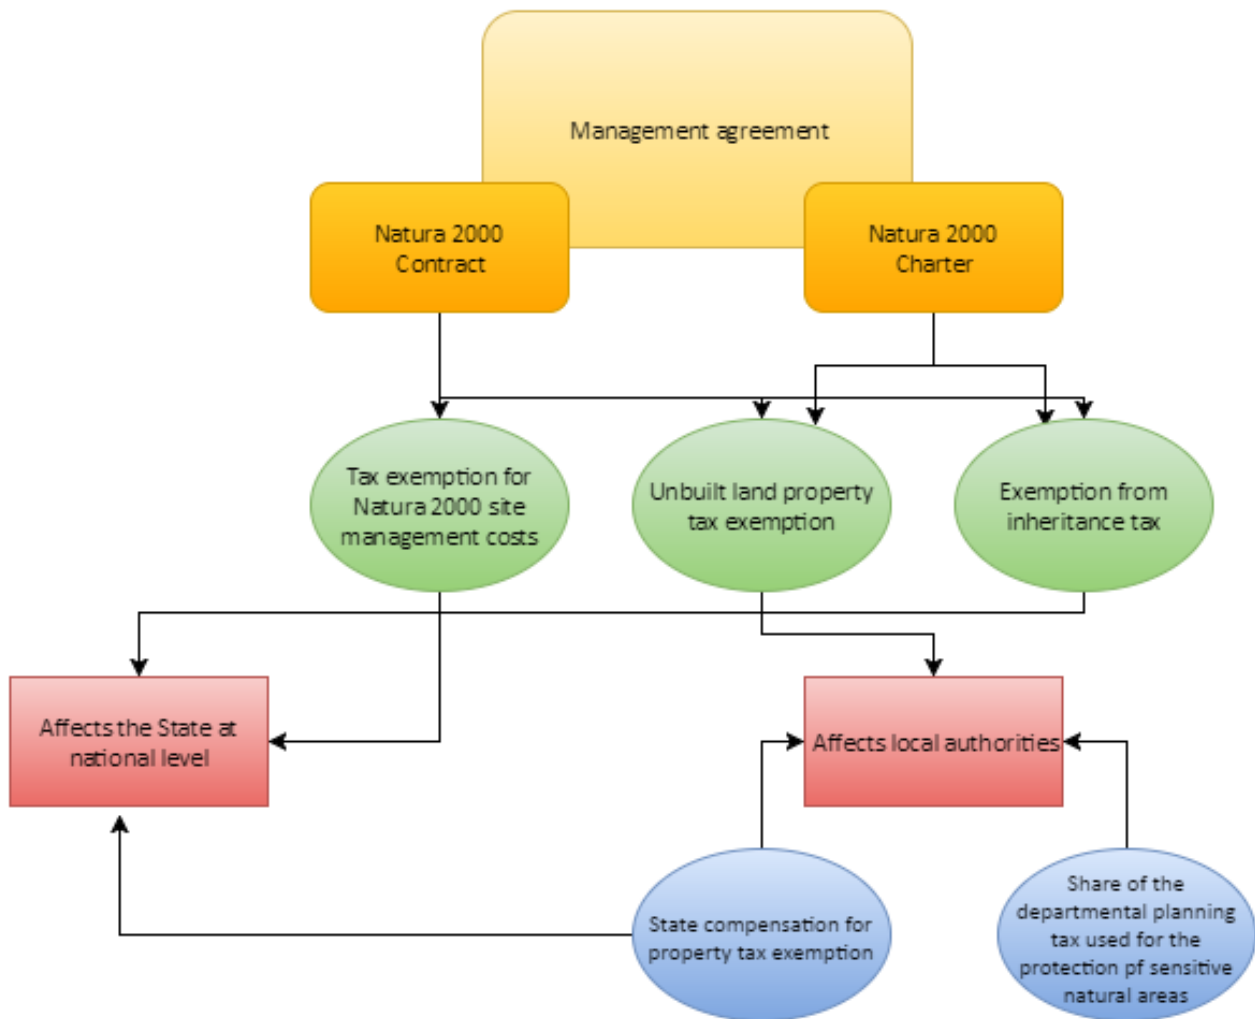 Management agreement
Natura 2000
Contract
Natura 2000
Charter
Tax exemption for
Natura 2000 site
management costs
Unbuilt land property
tax exemption
Exemption from
inheritance tax
Affects the State at
national level
Affects local authorities
State compensation for
property tax exemption
Share of the
departmental planning
tax used for the
protection pf sensitive
natural areas